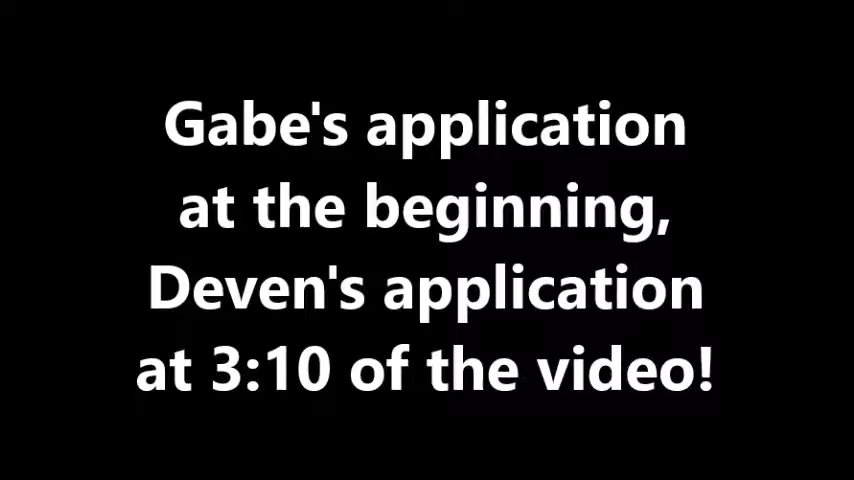 Gabe's application
at the beginning,
Deven's application
at 3:10 of the video!